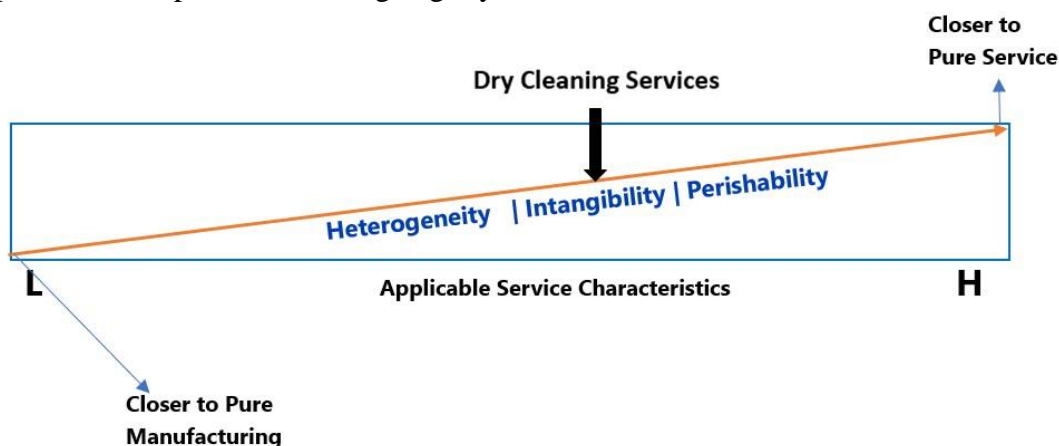 Closer to
Pure Service
Dry Cleaning Services
Heterogeneity | Intangibility | Perishability
L
Applicable Service Characteristics
H
Closer to Pure
Manufacturing